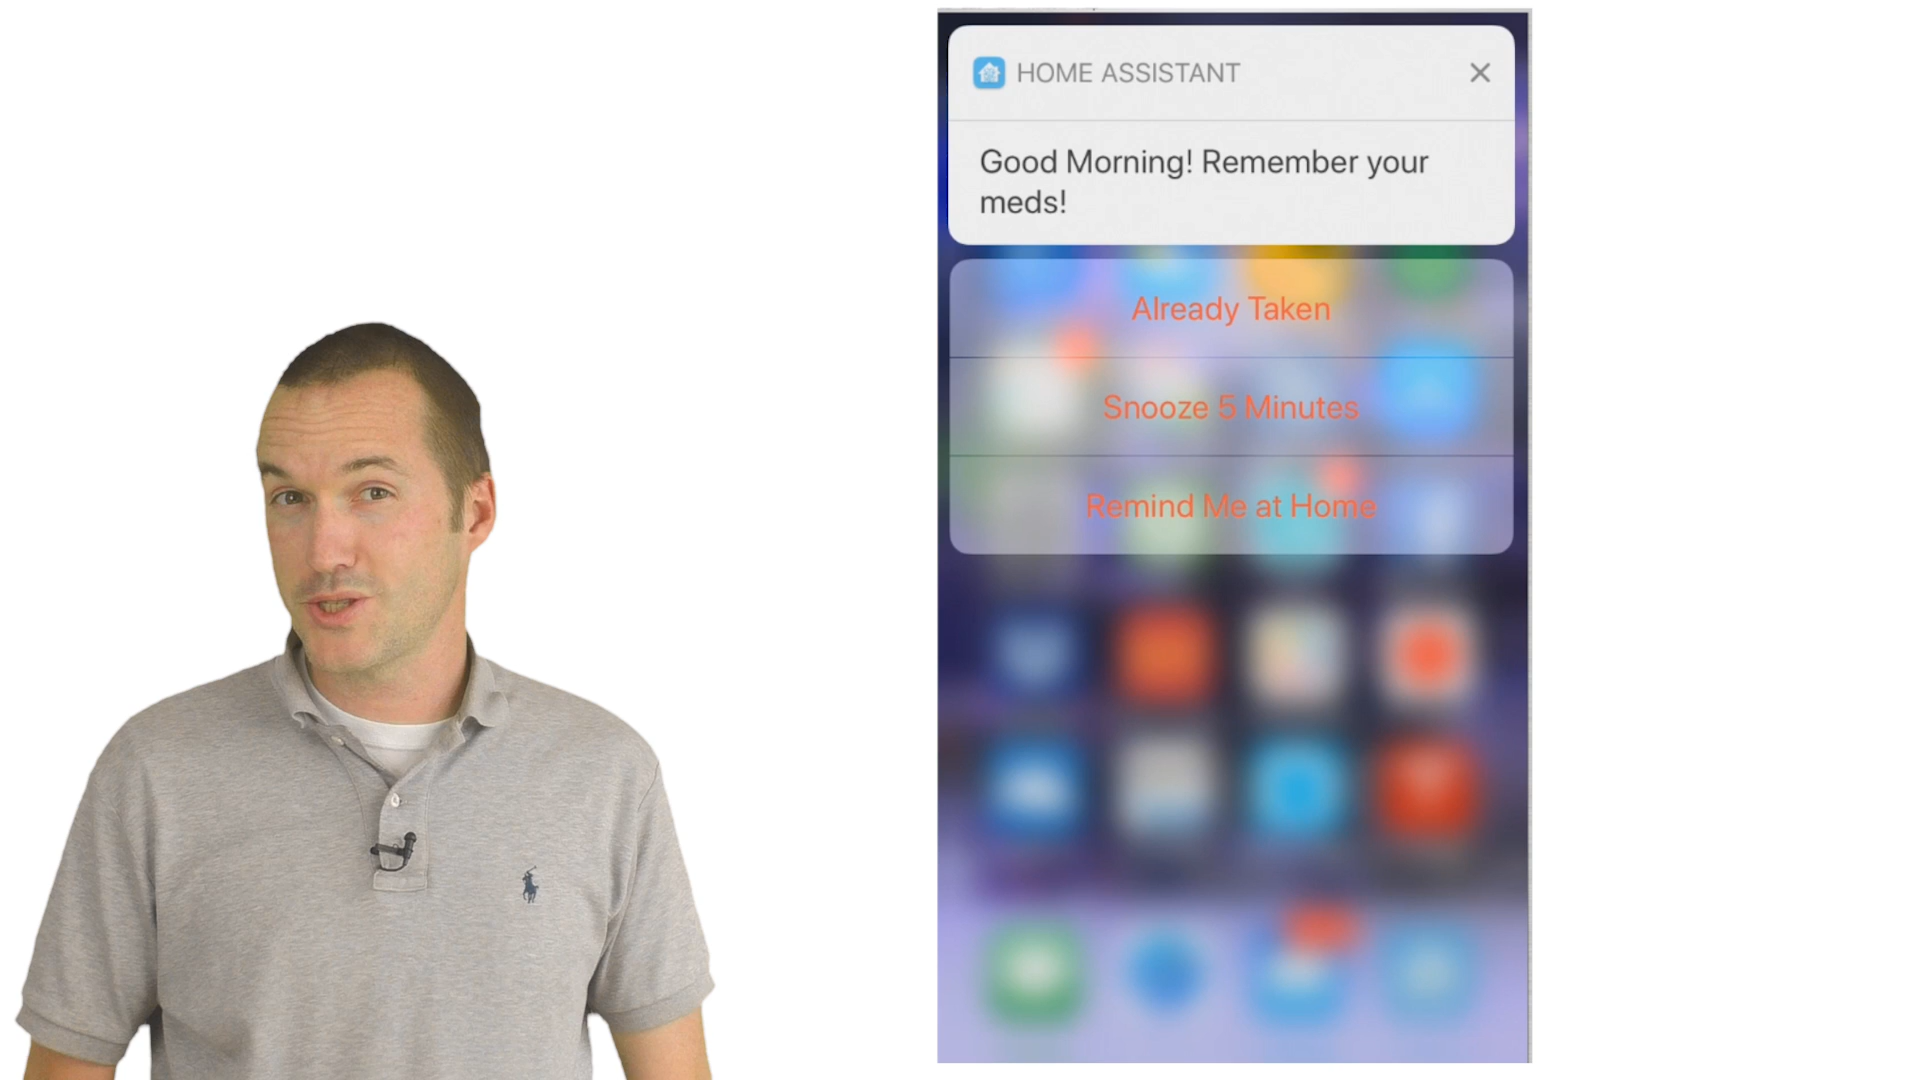 HOME ASSISTANT
Good Morning! Remember your
meds!
Already Taken
Snooze 5 Minutes
Remind Me at Home